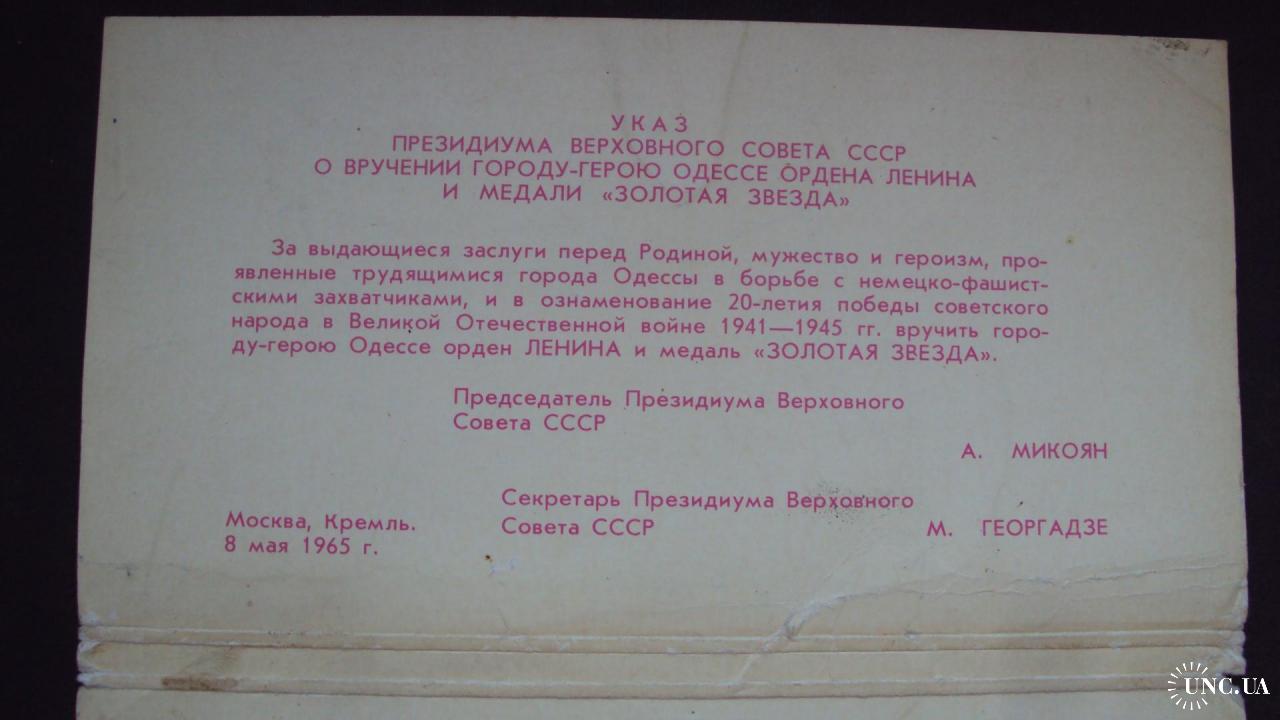 УКАЗ
ПРЕЗИДИУМА ВЕРХОВНОГО СОВЕТА СССР
О ВРУЧЕНИИ ГОРОДУ-ГЕРОЮ ОДЕССЕ ОРДЕНА ЛЕНИНА
И МЕДАЛИ «ЗОЛОТАЯ ЗВЕЗДА»
За выдающиеся заслуги перед Родиной, мужество и героизм, про-
явленные трудящимися города Одессы в борьбе с немецко-фашист-
скими захватчиками, и в ознаменование 20-летия победы советского
народа в Великой Отечественной войне 1941—1945 гг. вручить горо-
ду-герою Одессе орден ЛЕНИНА и медаль «ЗОЛОТАЯ ЗВЕЗДА».
Председатель Президиума Верховного
Совета СССР
А. МИКОЯН
Секретарь Президиума Верховного
Совета СССР
М. ГЕОРГАДЗЕ
Москва, Кремль.
8 мая 1965 г.
UNC.UA